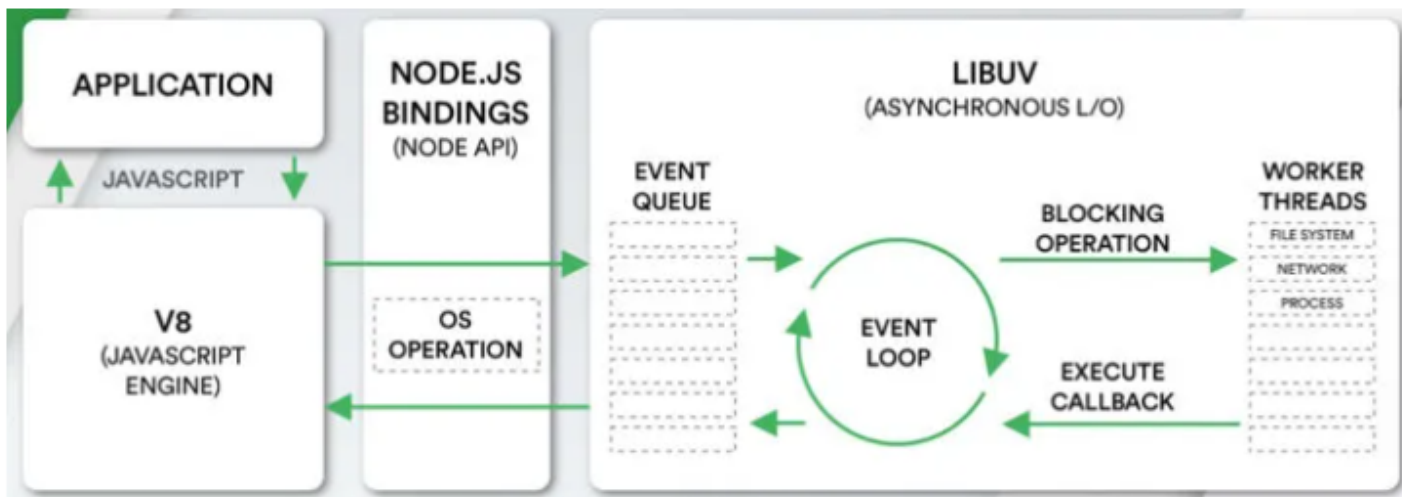 APPLICATION
JAVASCRIPT
V8
(JAVASCRIPT
ENGINE)
NODE.JS
BINDINGS
(NODE API)
OS
OPERATION
LIBUV
(ASYNCHRONOUS L/O)
EVENT
QUEUE
EVENT
LOOP
BLOCKING
OPERATION
EXECUTE
CALLBACK
WORKER
THREADS
FILE SYSTEM
NETWORK
PROCESS